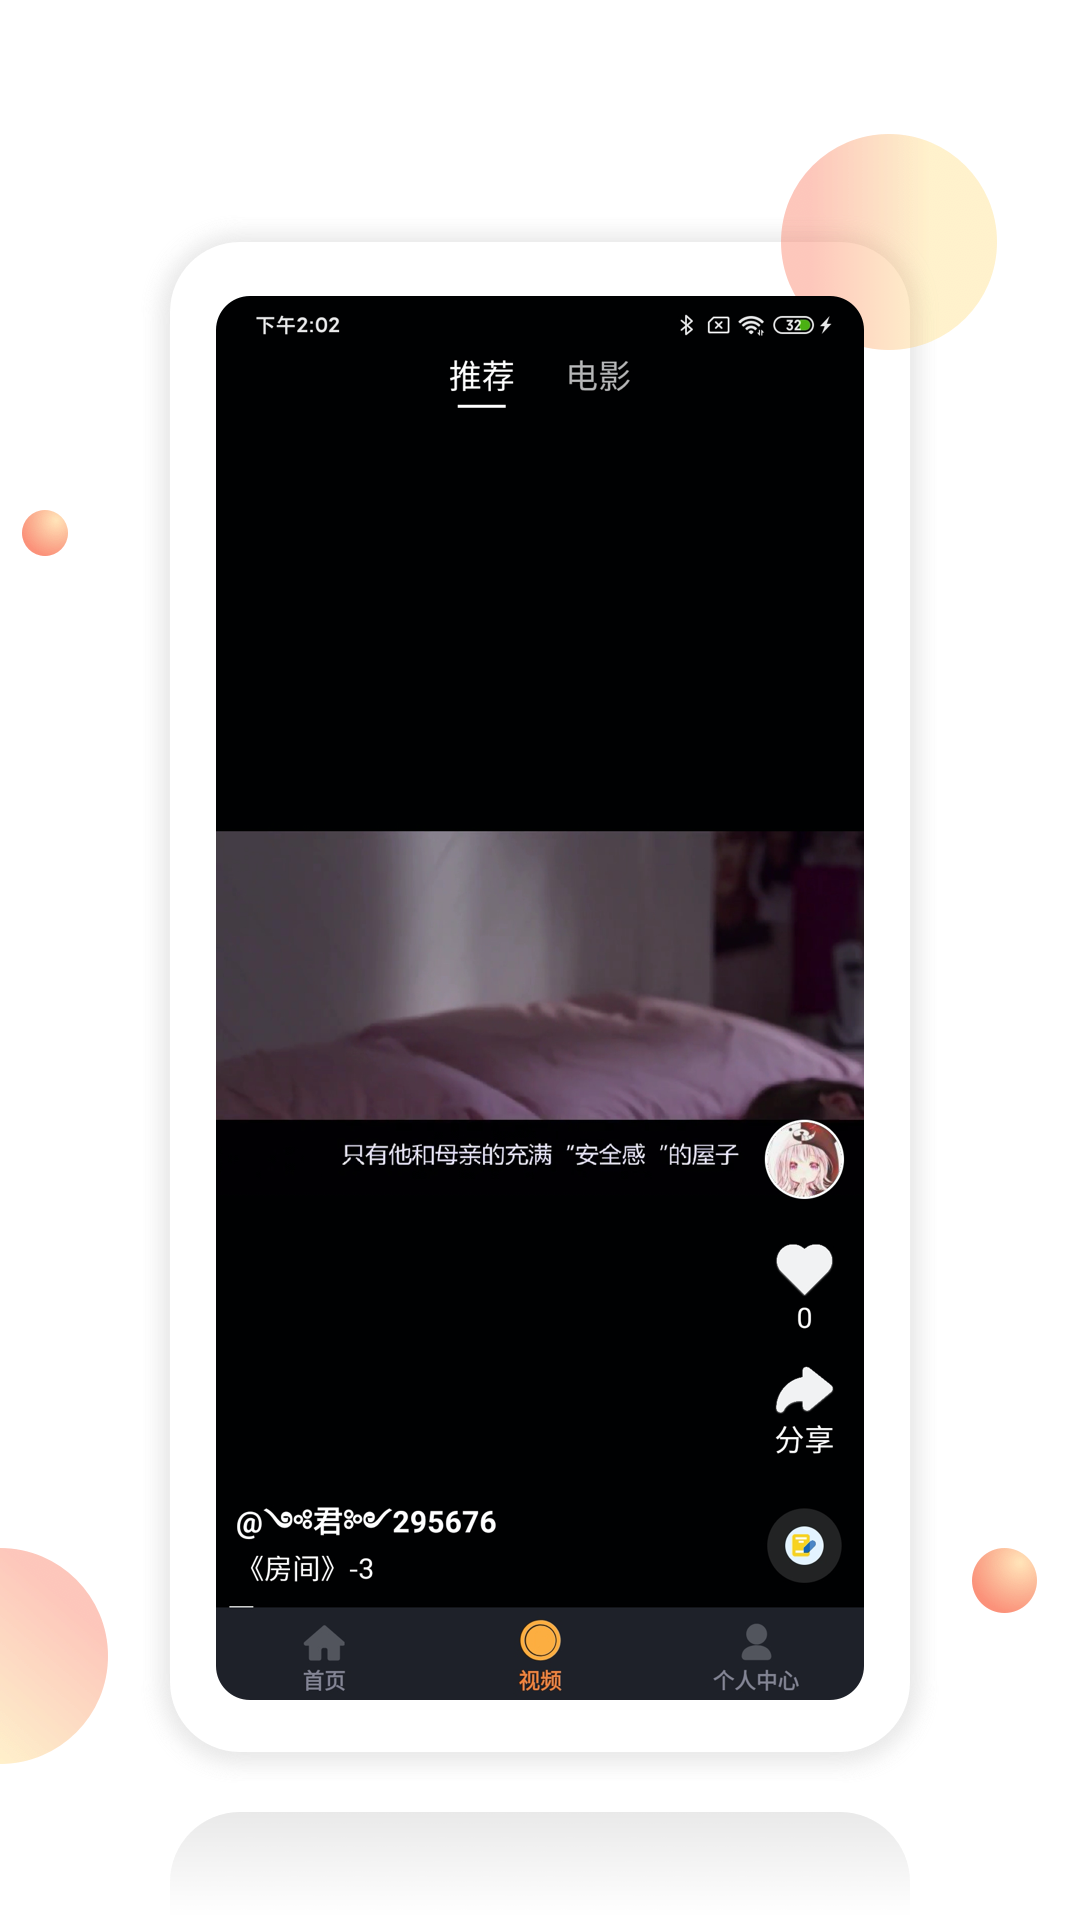 下午2:02
32
推荐 电影
只有他和母亲的充满“安全感“的屋子
0
分享
@༺ൠ君ൠ༻295676
《房间》-3
首页 视频 个人中心